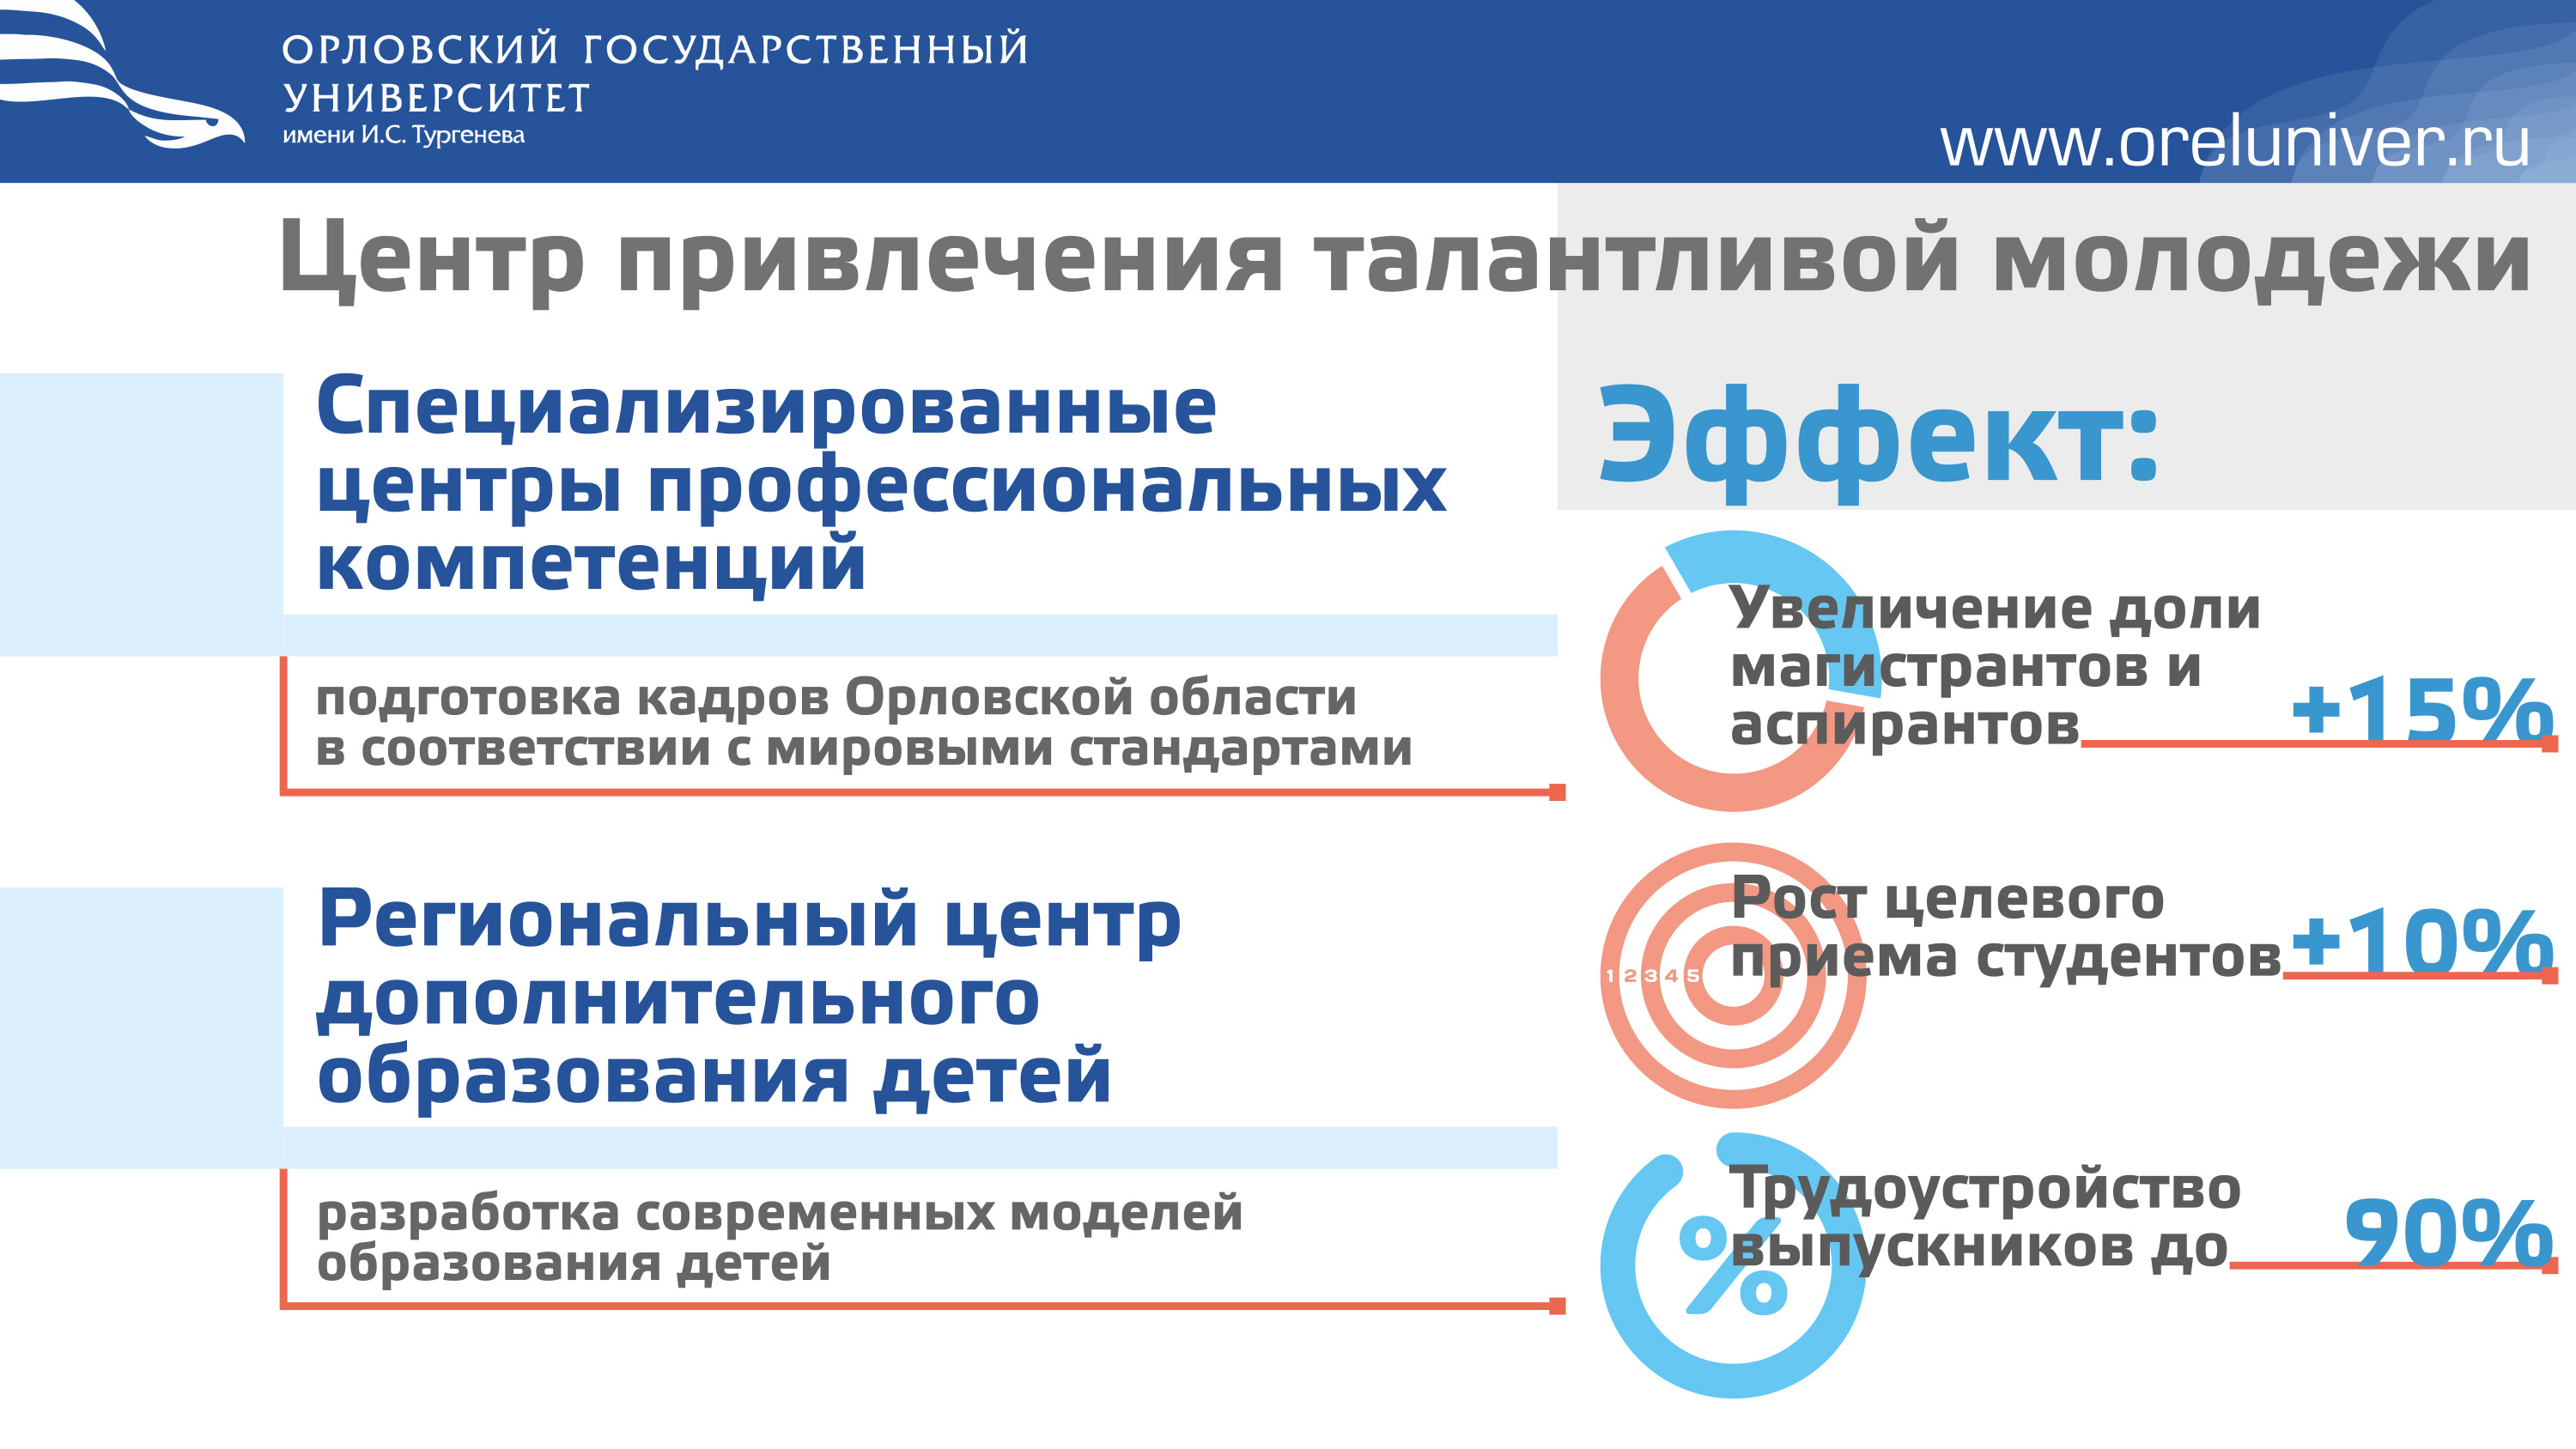 ОРЛОВСКИЙ ГОСУДАРСТВЕННЫЙ
УНИВЕРСИТЕТ
имени И.С. Тургенева
www.oreluniver.ru
Центр привлечения талантливой молодежи
Специализированные
центры профессиональных
компетенций
подготовка кадров Орловской области
в соответствии с мировыми стандартами
Региональный центр
дополнительного
образования детей
разработка современных моделей
образования детей
Эффект:
Увеличение доли
магистрантов и
аспирантов +15%
Рост целевого
приема студентов +10%
1 2 3 4 5
Трудоустройство
выпускников до 90%
%